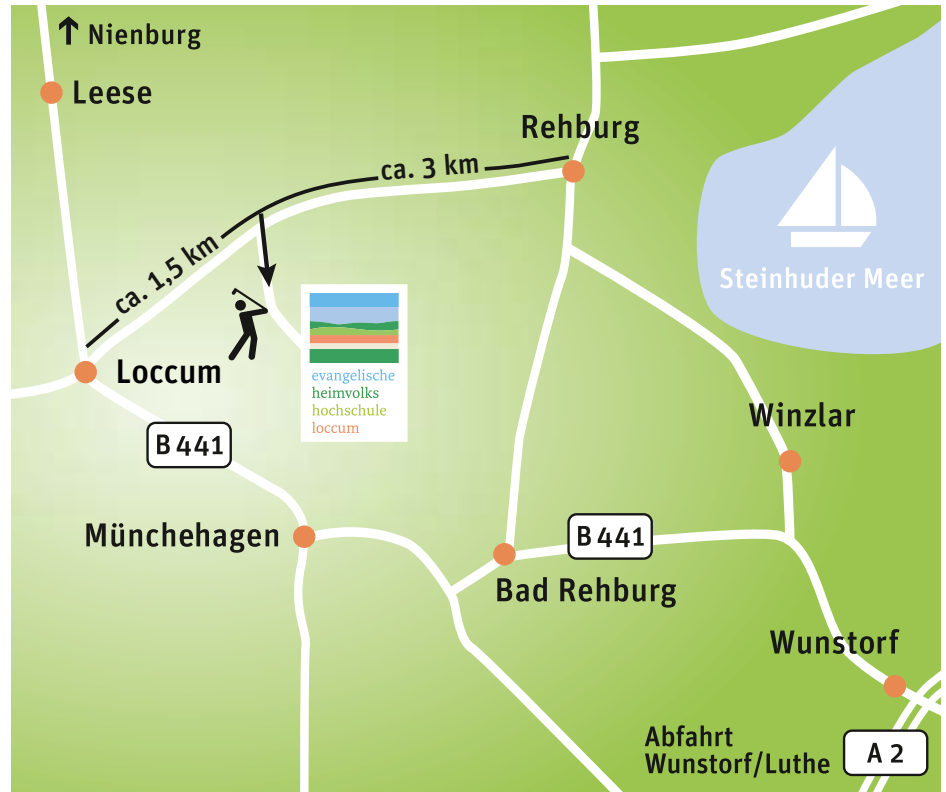 Nienburg
Leese
Rehburg
ca. 3 km
ca. 1,5 km
Steinhuder Meer
Loccum
evangelische
heimvolks
hochschule
loccum
Winzlar
B 441
Münchehagen
B 441
Bad Rehburg
Wunstorf
Abfahrt
Wunstorf/Luthe
A 2